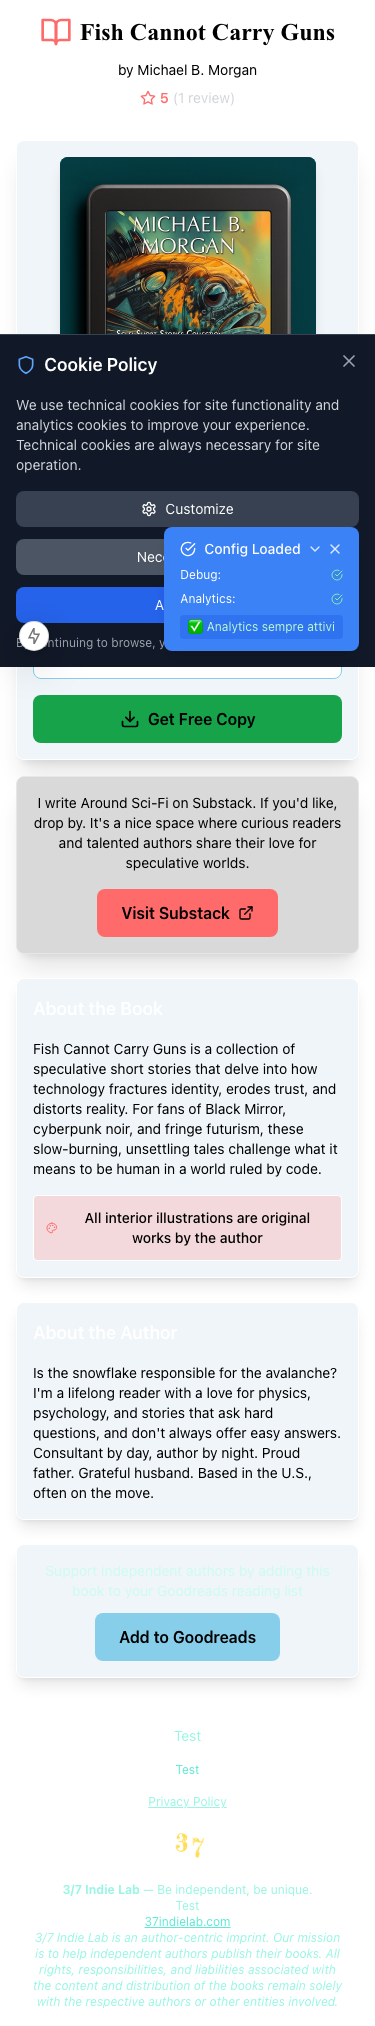 Fish Cannot Carry Guns
by Michael B. Morgan
5 (1 review)
MICHAEL B.
MORGAN
Sci-Fi Short Stories Collection
Cookie Policy
We use technical cookies for site functionality and
analytics cookies to improve your experience.
Technical cookies are always necessary for site
operation.
Customize
Config Loaded
Debug:
Analytics:
✅ Analytics sempre attivi
Get Free Copy
I write Around Sci-Fi on Substack. If you'd like,
drop by. It's a nice space where curious readers
and talented authors share their love for
speculative worlds.
Visit Substack
About the Book
Fish Cannot Carry Guns is a collection of
speculative short stories that delve into how
technology fractures identity, erodes trust, and
distorts reality. For fans of Black Mirror,
cyberpunk noir, and fringe futurism, these
slow-burning, unsettling tales challenge what it
means to be human in a world ruled by code.
All interior illustrations are original
works by the author
About the Author
Is the snowflake responsible for the avalanche?
I'm a lifelong reader with a love for physics,
psychology, and stories that ask hard
questions, and don't always offer easy answers.
Consultant by day, author by night. Proud
father. Grateful husband. Based in the U.S.,
often on the move.
Support independent authors by adding this
book to your Goodreads reading list
Add to Goodreads
Test
Test
Privacy Policy
37
3/7 Indie Lab — Be independent, be unique.
Test
37indielab.com
3/7 Indie Lab is an author-centric imprint. Our mission
is to help independent authors publish their books. All
rights, responsibilities, and liabilities associated with
the content and distribution of the books remain solely
with the respective authors or other entities involved.